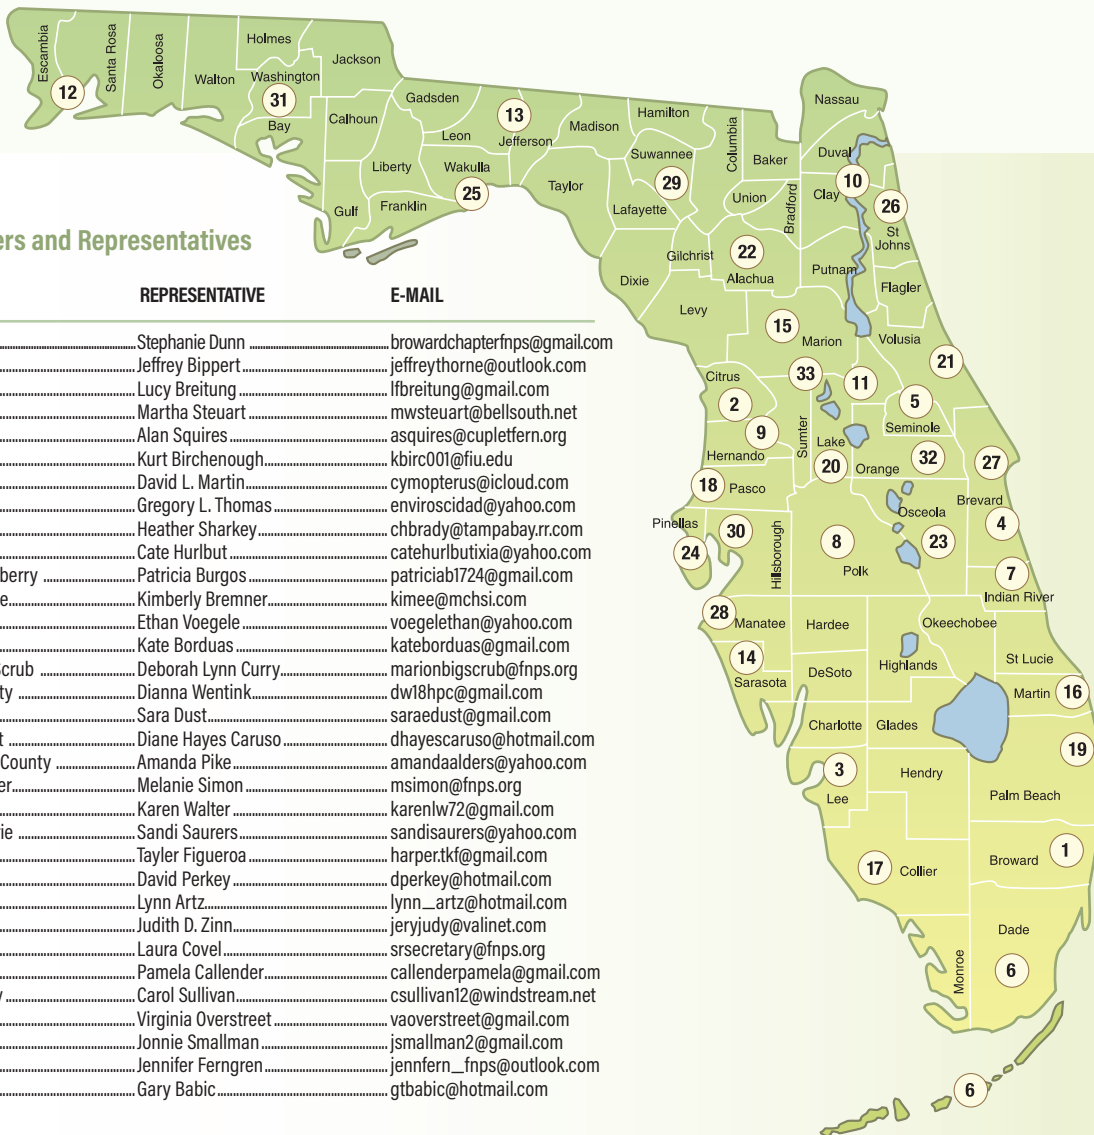 ers and Representatives
REPRESENTATIVE E-MAIL
Stephanie Dunn browardchapterfnps@gmail.com
Jeffrey Bippert jeffreythorne@outlook.com
Lucy Breitung lfbreitung@gmail.com
Martha Steuart mwsteuart@bellsouth.net
Alan Squires asquires@cupletfern.org
Kurt Birchenough kbirc001@fiu.edu
David L. Martin cymopterus@icloud.com
Gregory L. Thomas enviroscidad@yahoo.com
Heather Sharkey chbrady@tampabay.rr.com
Cate Hurlbut catehurlbutixia@yahoo.com
berry Patricia Burgos patriciab1724@gmail.com
e Kimberly Bremner kimee@mchsi.com
Ethan Voegele voegelethan@yahoo.com
Kate Borduas kateborduas@gmail.com
Scrub Deborah Lynn Curry marionbigscrub@fnps.org
ty Dianna Wentink dw18hpc@gmail.com
Sara Dust saraedust@gmail.com
t Diane Hayes Caruso dhayescaruso@hotmail.com
County Amanda Pike amandaalders@yahoo.com
er Melanie Simon msimon@fnps.org
Karen Walter karenlw72@gmail.com
rie Sandi Saurers sandisaurers@yahoo.com
Tayler Figueroa harper.tkf@gmail.com
David Perkey dperkey@hotmail.com
Lynn Artz lynn_artz@hotmail.com
Judith D. Zinn jeryjudy@valinet.com
Laura Covel srsecretary@fnps.org
Pamela Callender callenderpamela@gmail.com
y Carol Sullivan csullivan12@windstream.net
Virginia Overstreet vaoverstreet@gmail.com
Jonnie Smallman jsmallman2@gmail.com
Jennifer Ferngren jennfern_fnps@outlook.com
Gary Babic gtbabic@hotmail.com
Escambia
12
Santa Rosa
Okaloosa
Walton
Holmes
Washington
31
Bay
Jackson
Calhoun
Gulf
Liberty
Franklin
Gadsden
Leon
Wakulla
25
13
Jefferson
Madison
Taylor
Hamilton
Suwannee
29
Lafayette
Dixie
Columbia
Baker
Union
Bradford
Gilchrist
22
Alachua
Levy
Nassau
Duval
10
Clay
26
St
Johns
Putnam
Flagler
15
Marion
Volusia
21
Citrus
2
33
11
5
Seminole
9
Hernando
Sumter
Lake
20
Orange
32
27
Brevard
18
Pasco
Osceola
4
Pinellas
24
30
Hillsborough
8
Polk
23
7
Indian River
28
Manatee
Hardee
Okeechobee
14
Sarasota
DeSoto
Highlands
St Lucie
Martin
16
Charlotte
Glades
19
3
Lee
Hendry
Palm Beach
17
Collier
Broward
1
Monroe
Dade
6
6